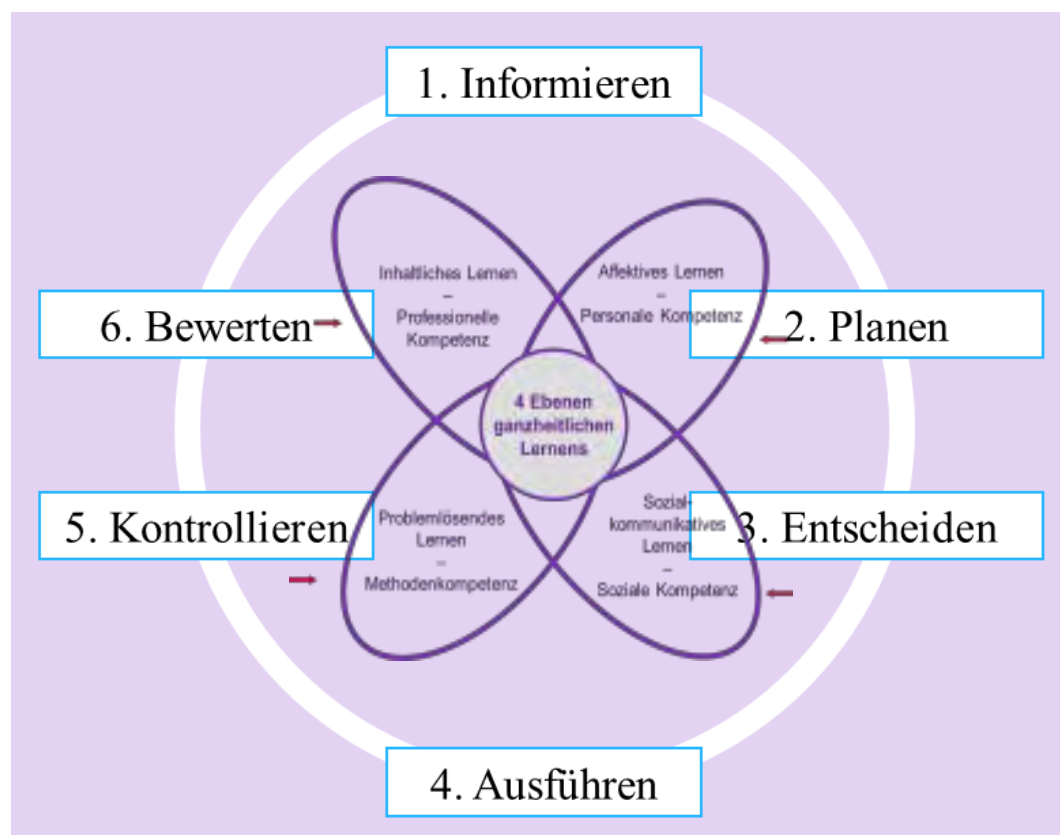 1. Informieren
Inhaltliches Lernen
–
Professionelle
Kompetenz
Affektives Lernen
–
Personale Kompetenz
6. Bewerten
2. Planen
4 Ebenen
ganzheitlichen
Lernens
5. Kontrollieren
Problemlösendes
Lernen
–
Methodenkompetenz
Sozial-
kommunikatives
Lernen
–
Soziale Kompetenz
3. Entscheiden
4. Ausführen